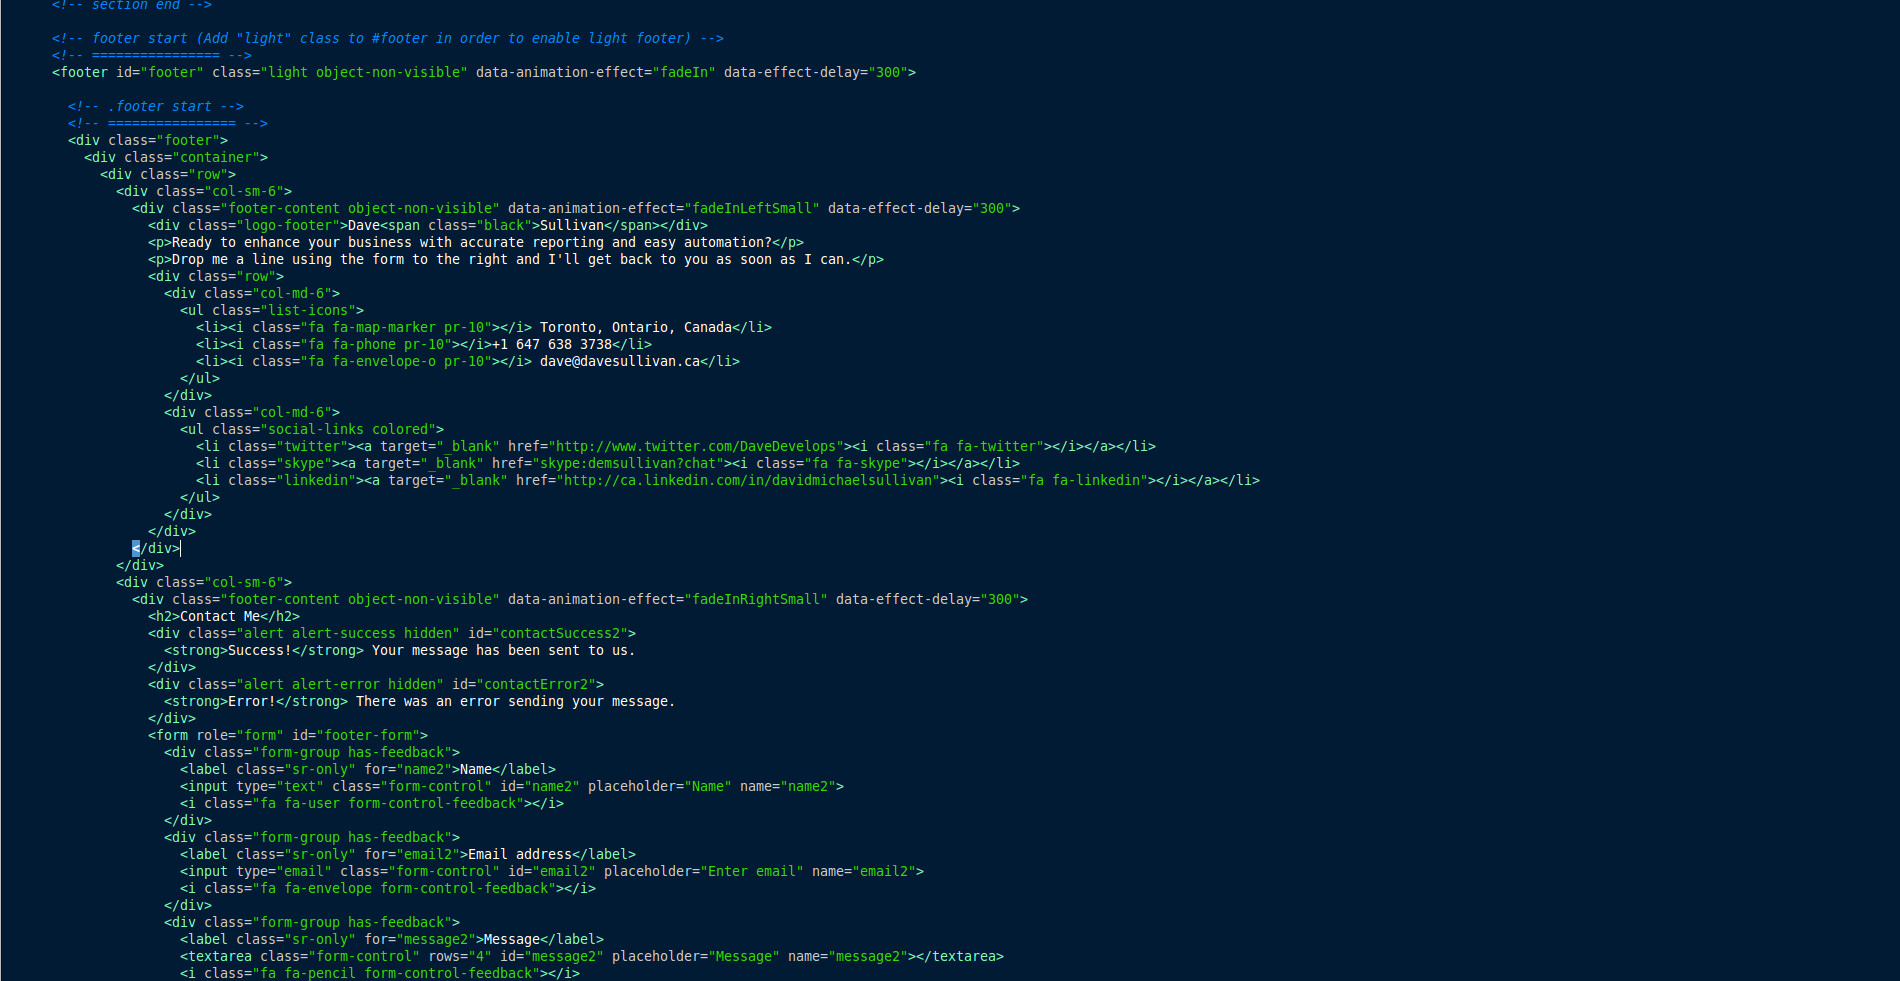 <!-- section end -->
<!-- footer start (Add "light" class to #footer in order to enable light footer) -->
<!-- ================ -->
<footer id="footer" class="light object-non-visible" data-animation-effect="fadeIn" data-effect-delay="300">
<!-- .footer start -->
<!-- ================ -->
<div class="footer">
<div class="container">
<div class="row">
<div class="col-sm-6">
<div class="footer-content object-non-visible" data-animation-effect="fadeInLeftSmall" data-effect-delay="300">
<div class="logo-footer">Dave<span class="black">Sullivan</span></div>
<p>Ready to enhance your business with accurate reporting and easy automation?</p>
<p>Drop me a line using the form to the right and I'll get back to you as soon as I can.</p>
<div class="row">
<div class="col-md-6">
<ul class="list-icons">
<li><i class="fa fa-map-marker pr-10"></i> Toronto, Ontario, Canada</li>
<li><i class="fa fa-phone pr-10"></i>+1 647 638 3738</li>
<li><i class="fa fa-envelope-o pr-10"></i> dave@davesullivan.ca</li>
</ul>
</div>
<div class="col-md-6">
<ul class="social-links colored">
<li class="twitter"><a target="_blank" href="http://www.twitter.com/DaveDevelops"><i class="fa fa-twitter"></i></a></li>
<li class="skype"><a target="_blank" href="skype:demsullivan?chat"><i class="fa fa-skype"></i></a></li>
<li class="linkedin"><a target="_blank" href="http://ca.linkedin.com/in/davidmichaelsullivan"><i class="fa fa-linkedin"></i></a></li>
</ul>
</div>
</div>
</div>
</div>
<div class="col-sm-6">
<div class="footer-content object-non-visible" data-animation-effect="fadeInRightSmall" data-effect-delay="300">
<h2>Contact Me</h2>
<div class="alert alert-success hidden" id="contactSuccess2">
<strong>Success!</strong> Your message has been sent to us.
</div>
<div class="alert alert-error hidden" id="contactError2">
<strong>Error!</strong> There was an error sending your message.
</div>
<form role="form" id="footer-form">
<div class="form-group has-feedback">
<label class="sr-only" for="name2">Name</label>
<input type="text" class="form-control" id="name2" placeholder="Name" name="name2">
<i class="fa fa-user form-control-feedback"></i>
</div>
<div class="form-group has-feedback">
<label class="sr-only" for="email2">Email address</label>
<input type="email" class="form-control" id="email2" placeholder="Enter email" name="email2">
<i class="fa fa-envelope form-control-feedback"></i>
</div>
<div class="form-group has-feedback">
<label class="sr-only" for="message2">Message</label>
<textarea class="form-control" rows="4" id="message2" placeholder="Message" name="message2"></textarea>
<i class="fa fa-pencil form-control-feedback"></i>